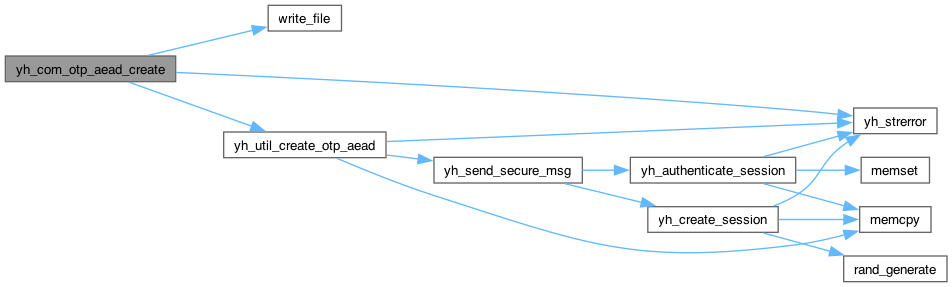 write_file
yh_com_otp_aead_create
yh_strerror
yh_util_create_otp_aead
yh_send_secure_msg
yh_authenticate_session
memset
yh_create_session
memcpy
rand_generate